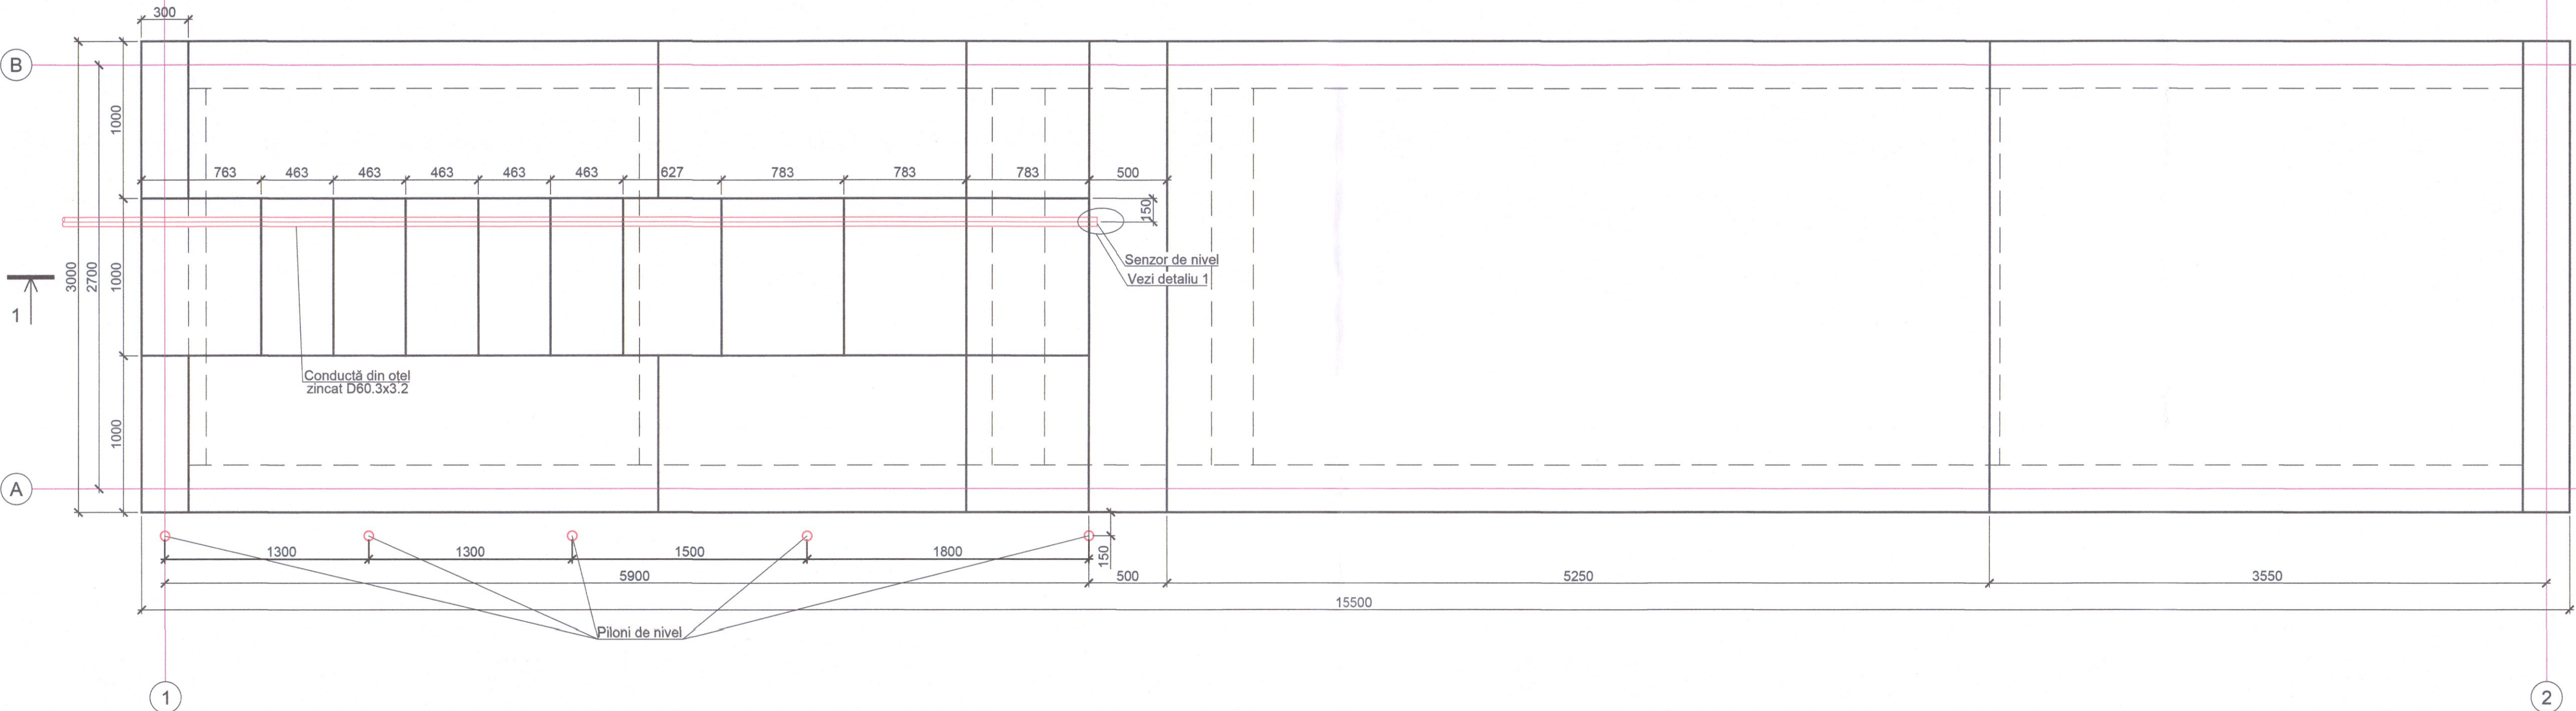 300
B
1000
763 463 463 463 463 463 627 783 783 783 500
150
3000
2700
1000
Senzor de nivel
Vezi detaliu 1
1
Conductă din oțel
zincat D60.3x3.2
1000
A
1300 1300 1500 1800
150
5900 500 5250 3550
15500
Piloni de nivel
1 2